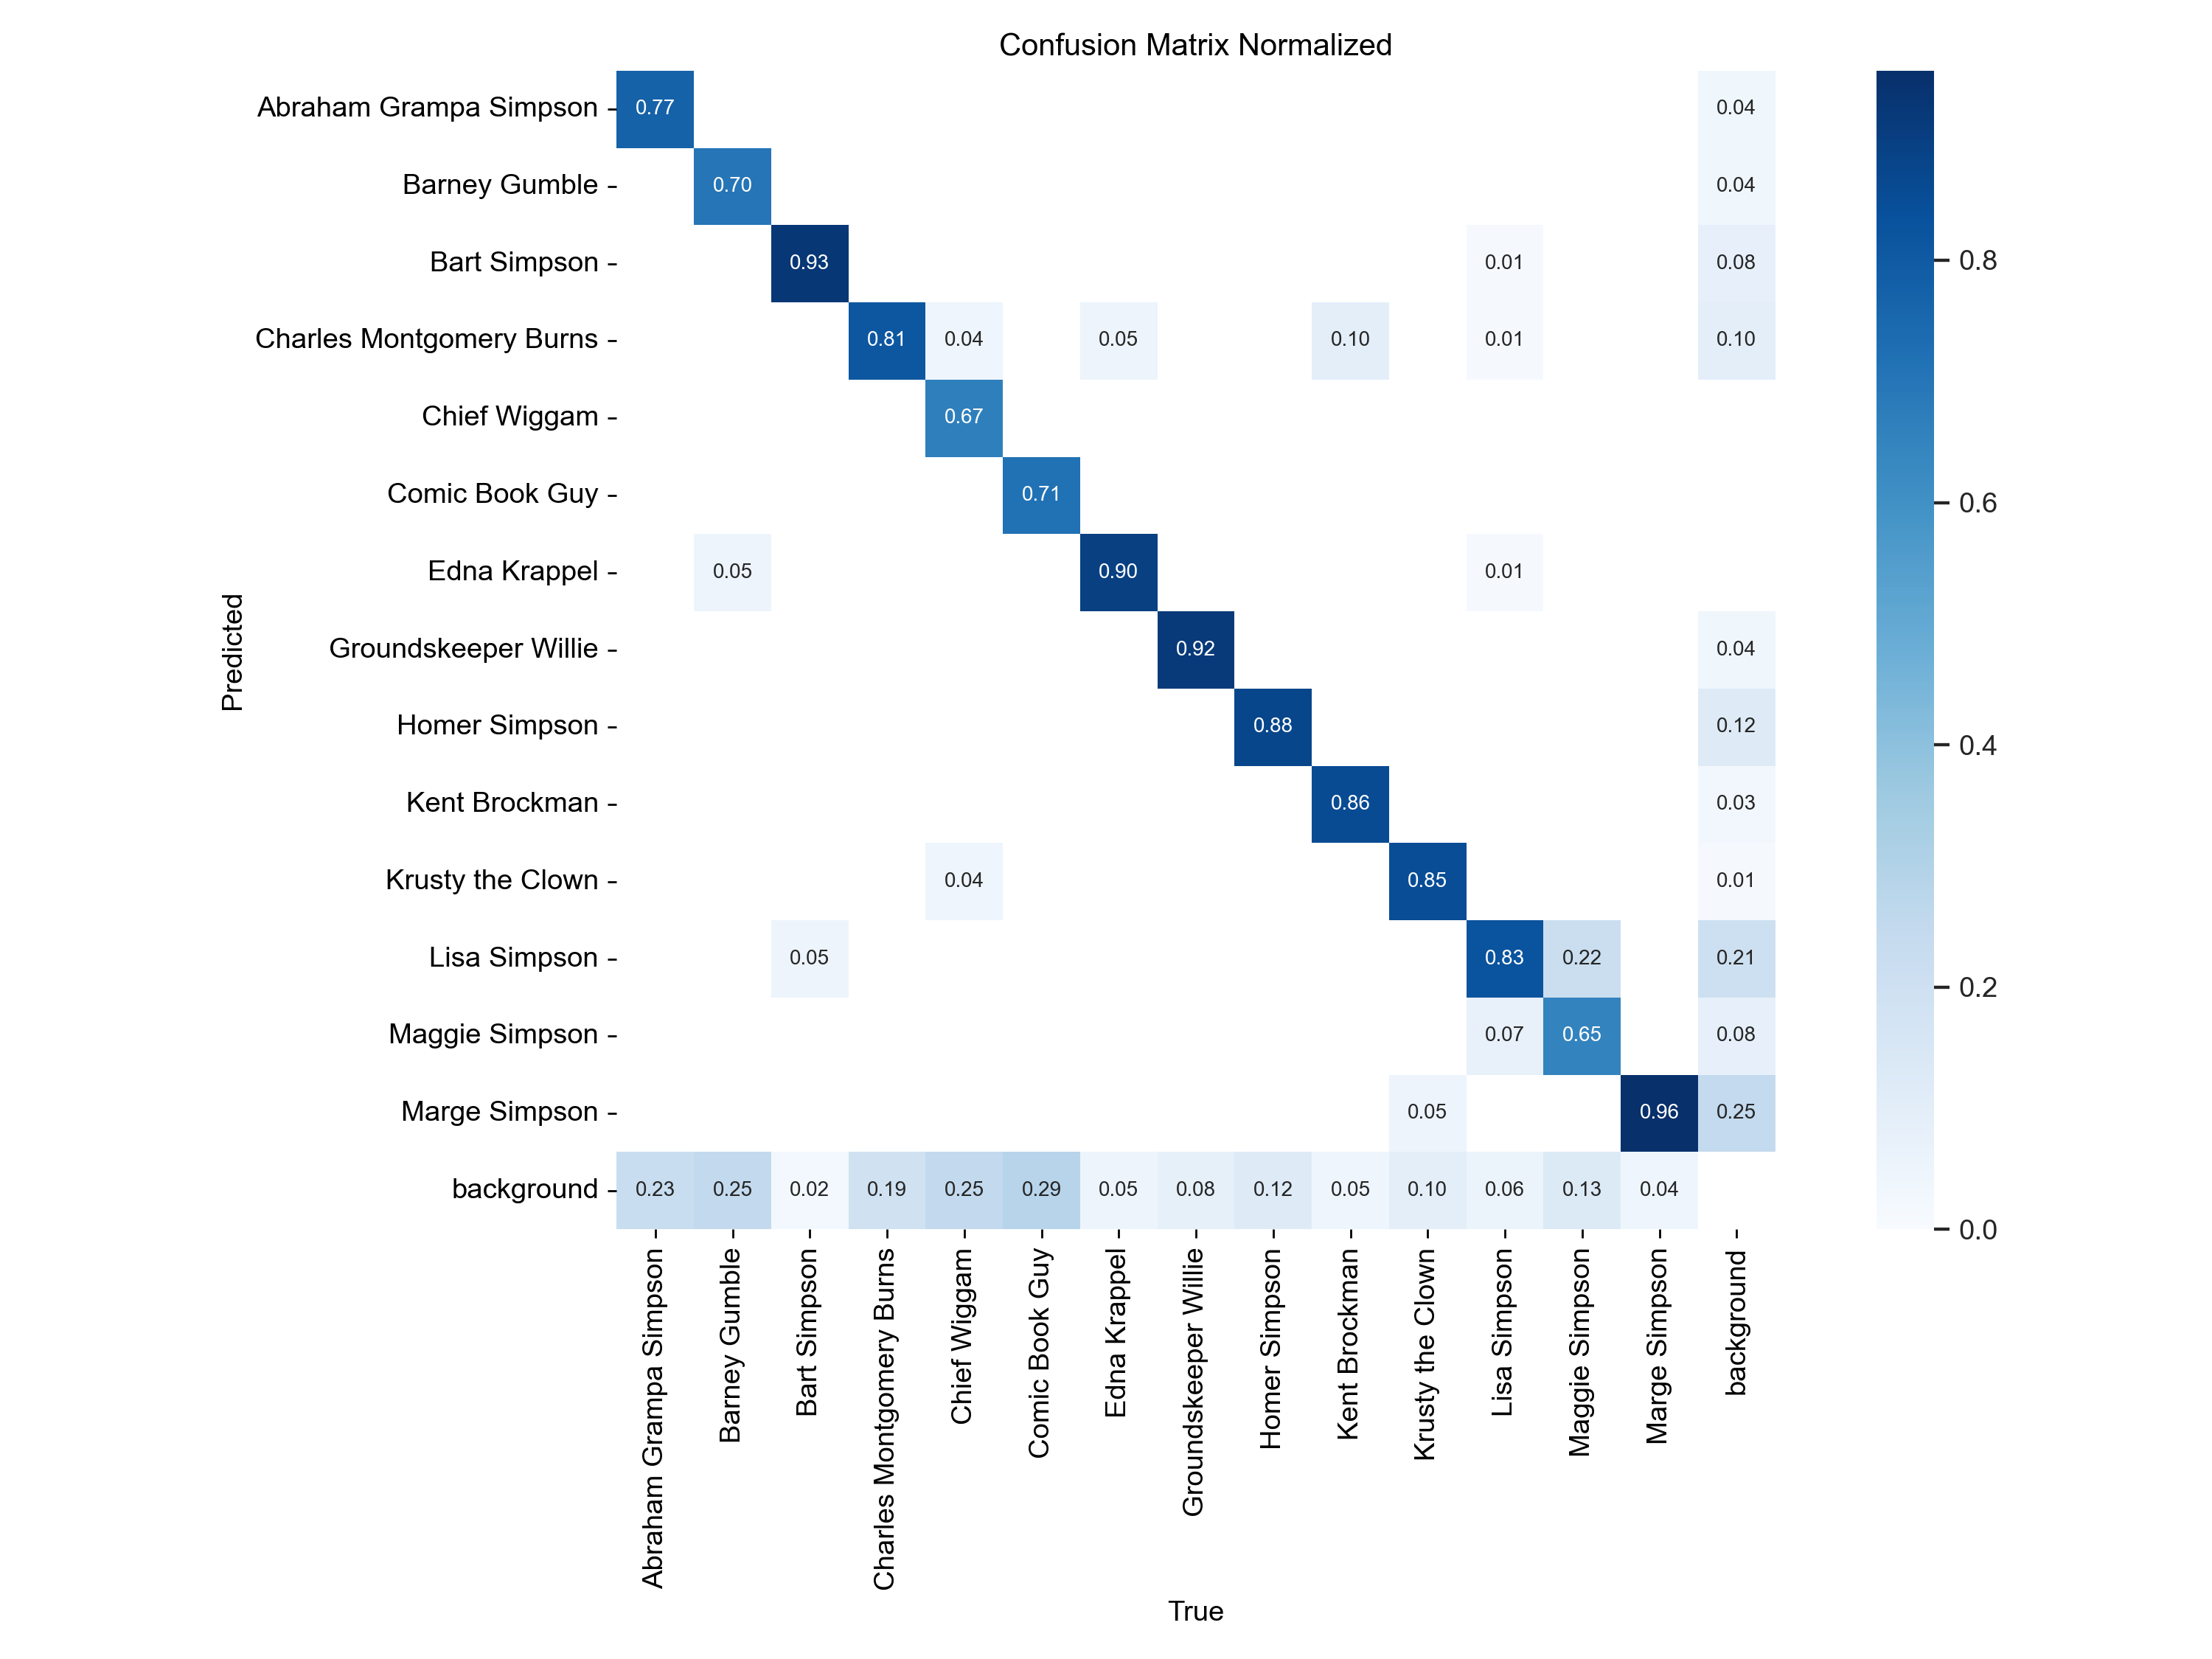 Confusion Matrix Normalized
Abraham Grampa Simpson 0.77 0.04
Barney Gumble 0.70 0.04
Bart Simpson 0.93 0.01 0.08 0.8
Charles Montgomery Burns 0.81 0.04 0.05 0.10 0.01 0.10
Chief Wiggam 0.67
Comic Book Guy 0.71 0.6
Edna Krappel 0.05 0.90 0.01
Predicted
Groundskeeper Willie 0.92 0.04
Homer Simpson 0.88 0.12 0.4
Kent Brockman 0.86 0.03
Krusty the Clown 0.04 0.85 0.01
Lisa Simpson 0.05 0.83 0.22 0.21 0.2
Maggie Simpson 0.07 0.65 0.08
Marge Simpson 0.05 0.96 0.25
background 0.23 0.25 0.02 0.19 0.25 0.29 0.05 0.08 0.12 0.05 0.10 0.06 0.13 0.04 0.0
Abraham Grampa Simpson
Barney Gumble
Bart Simpson
Charles Montgomery Burns
Chief Wiggam
Comic Book Guy
Edna Krappel
Groundskeeper Willie
Homer Simpson
Kent Brockman
Krusty the Clown
Lisa Simpson
Maggie Simpson
Marge Simpson
background
True